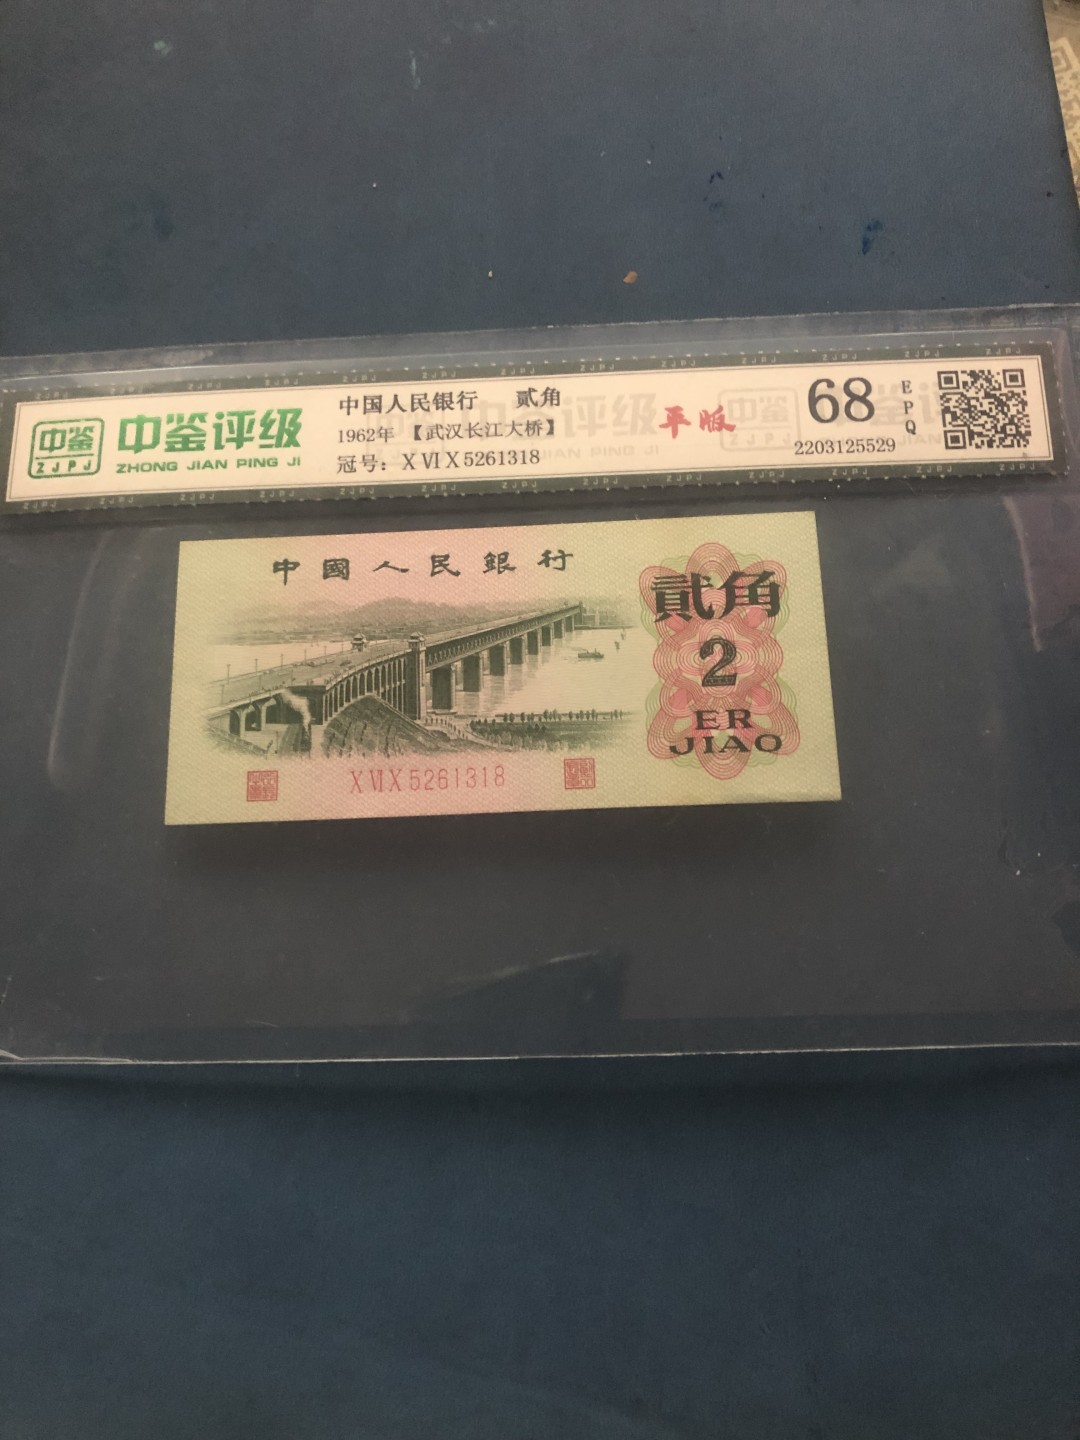 中鉴
ZJPJ
中鉴评级
ZHONG JIAN PING JI
中国人民银行 贰角
1962年 【武汉长江大桥】
冠号: X VI X 5261318
平版
68
EPQ
2203125529
中國人民銀行
貳角
2
ER
JIAO
X VI X 5261318